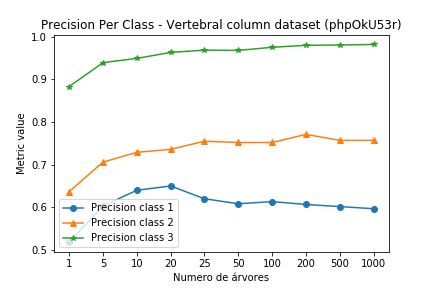 Precision Per Class - Vertebral column dataset (phpOkU53r)
Metric value
1.0
0.9
0.8
0.7
0.6
0.5
Precision class 1
Precision class 2
Precision class 3
1 5 10 20 25 50 100 200 500 1000
Numero de árvores